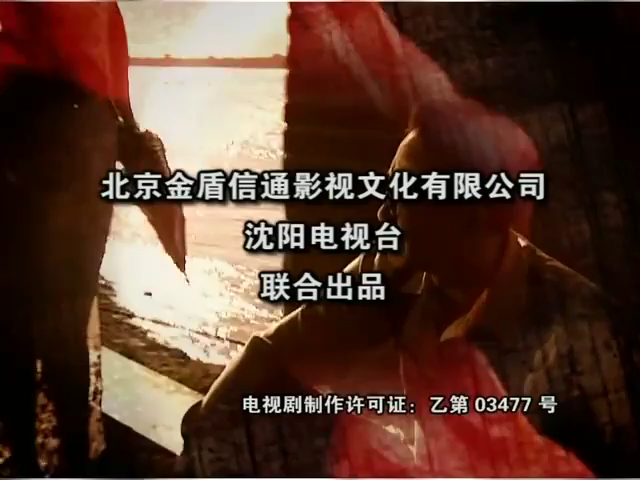 北京金盾信通影视文化有限公司
沈阳电视台
联合出品
电视剧制作许可证：乙第 03477 号